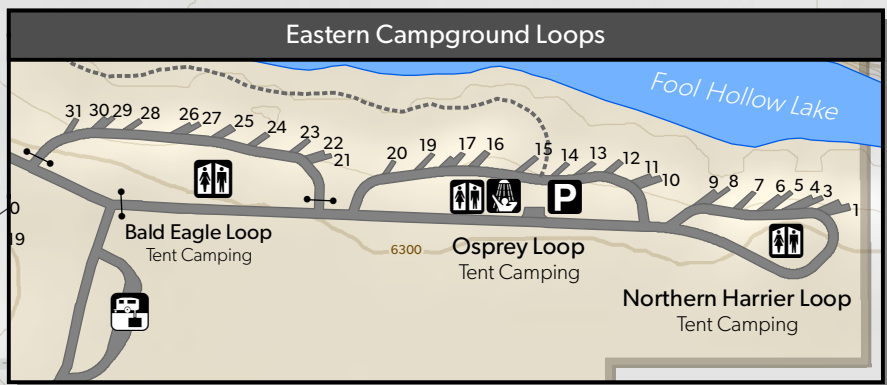 Eastern Campground Loops
Fool Hollow Lake
31 30 29 28 26 27 25 24 23 22 21
20 19 17 16 15 14 13 12 11 10
9 8 7 6 5 4 3 1
0
19
P
Bald Eagle Loop
Tent Camping
6300
Osprey Loop
Tent Camping
Northern Harrier Loop
Tent Camping